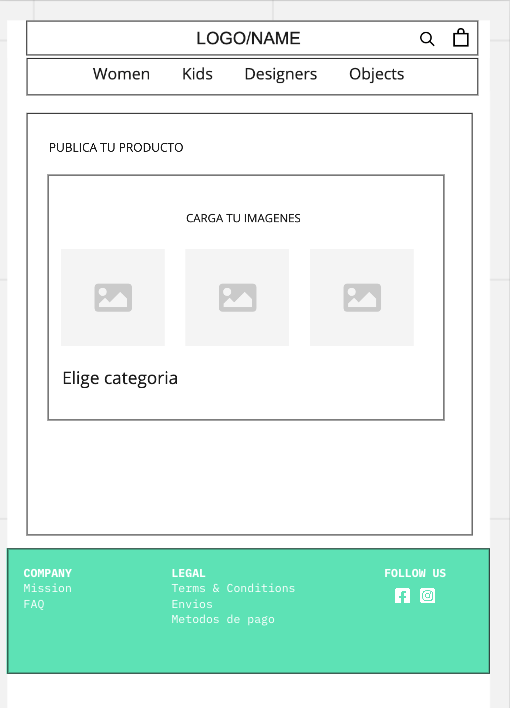 LOGO/NAME
Women Kids Designers Objects
PUBLICA TU PRODUCTO
CARGA TU IMAGENES
Elige categoria
COMPANY
Mission
FAQ
LEGAL
Terms & Conditions
Envios
Metodos de pago
FOLLOW US